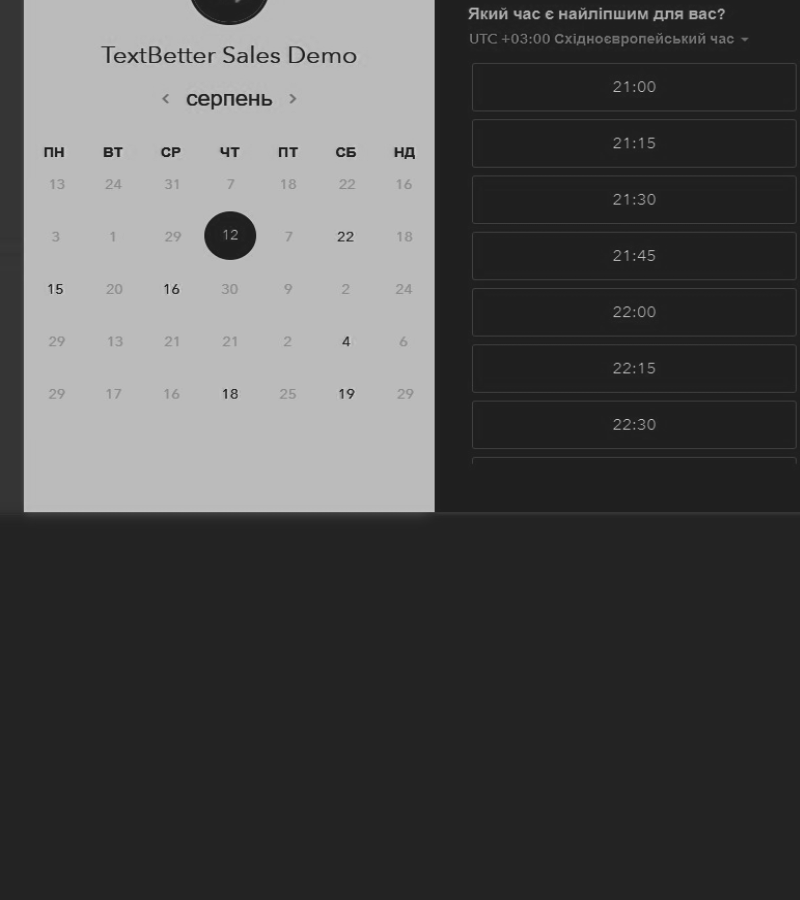 TextBetter Sales Demo
< серпень >
ПН ВТ СР ЧТ ПТ СБ НД
13 24 31 7 18 22 16
3 1 29 12 7 22 18
15 20 16 30 9 2 24
29 13 21 21 2 4 6
29 17 16 18 25 19 29
Який час є найліпшим для вас?
UTC +03:00 Східноєвропейський час
21:00
21:15
21:30
21:45
22:00
22:15
22:30